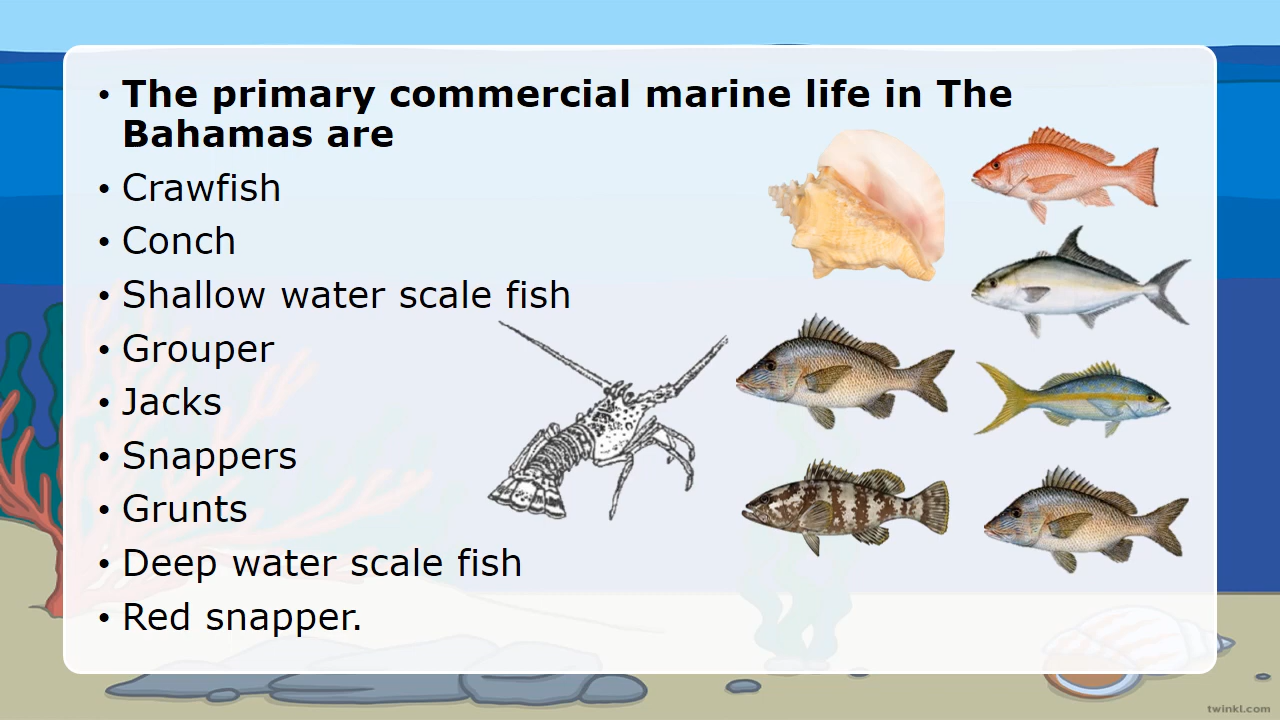 • The primary commercial marine life in The
Bahamas are
• Crawfish
• Conch
• Shallow water scale fish
• Grouper
• Jacks
• Snappers
• Grunts
• Deep water scale fish
• Red snapper.
twinkl.com